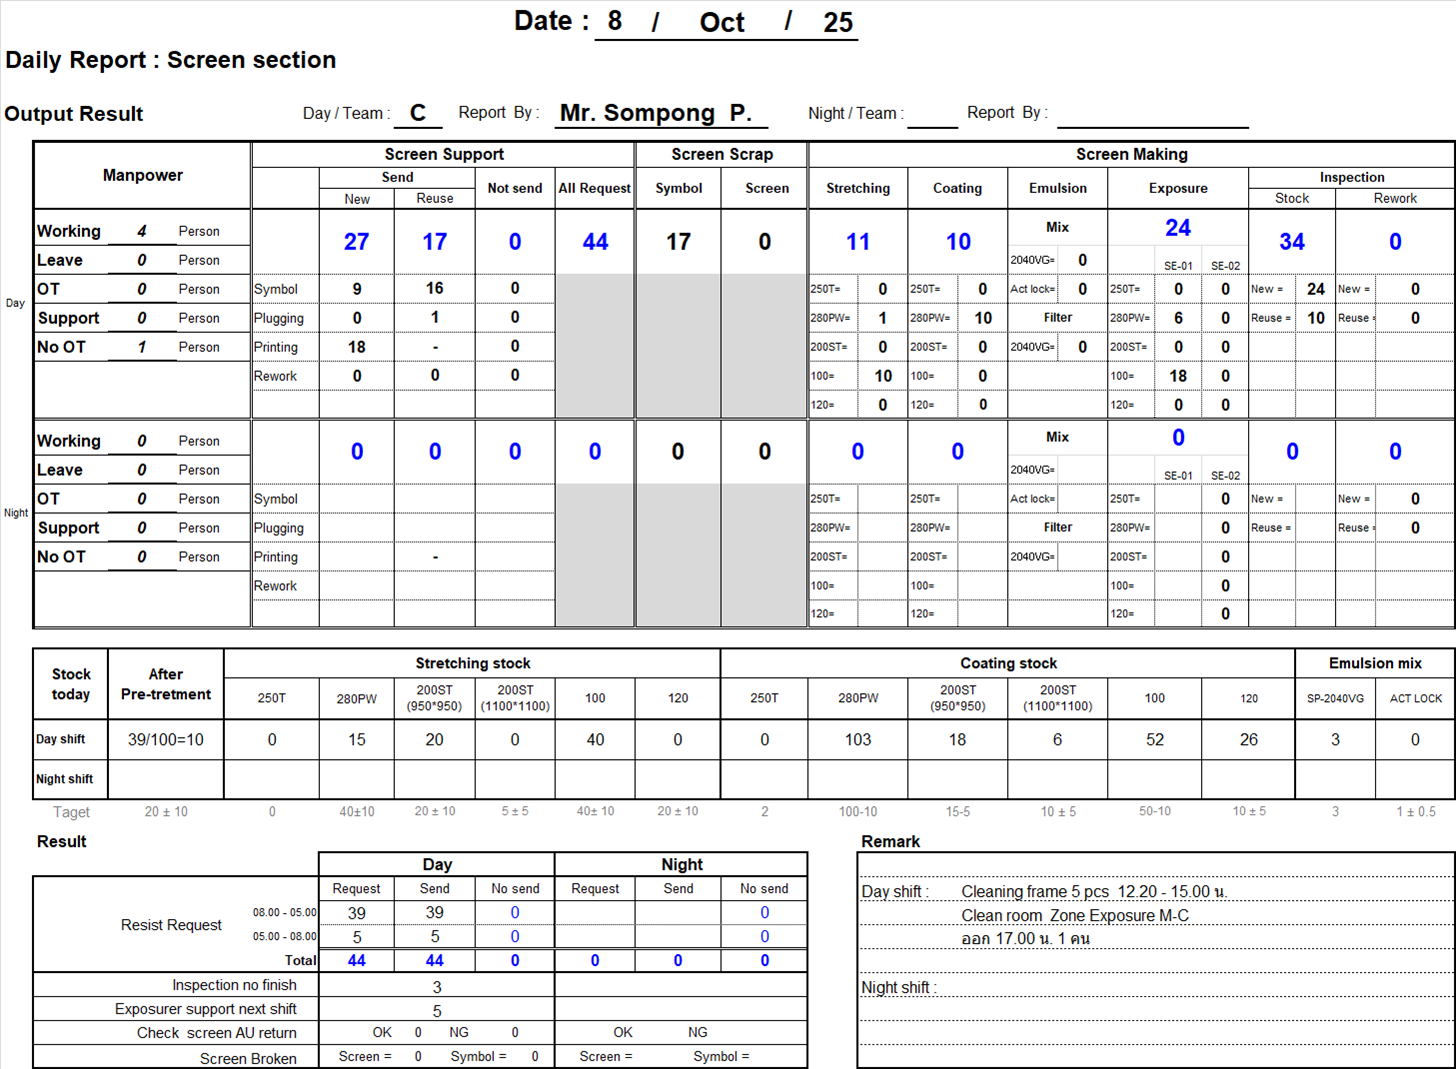 Date : 8 / Oct / 25
Daily Report : Screen section
Output Result Day / Team : C Report By : Mr. Sompong P. Night / Team : Report By :
Manpower Screen Support Screen Scrap Screen Making
Send Not send All Request Symbol Screen Stretching Coating Emulsion Exposure Inspection
New Reuse Stock Rework
Day
Working 4 Person 27 17 0 44 17 0 11 10 Mix 24 34 0
Leave 0 Person 2040VG= 0 SE-01 SE-02
OT 0 Person Symbol 9 16 0 250T= 0 250T= 0 Act lock= 0 250T= 0 0 New = 24 New = 0
Support 0 Person Plugging 0 1 0 280PW= 1 280PW= 10 Filter 280PW= 6 0 Reuse = 10 Reuse = 0
No OT 1 Person Printing 18 - 0 200ST= 0 200ST= 0 2040VG= 0 200ST= 0 0
Rework 0 0 0 100= 10 100= 0 100= 18 0
120= 0 120= 0 120= 0 0
Night
Working 0 Person 0 0 0 0 0 0 0 0 Mix 0 0 0
Leave 0 Person 2040VG= SE-01 SE-02
OT 0 Person Symbol 250T= 250T= Act lock= 250T= 0 New = New = 0
Support 0 Person Plugging 280PW= 280PW= Filter 280PW= 0 Reuse = Reuse = 0
No OT 0 Person Printing - 200ST= 200ST= 2040VG= 200ST= 0
Rework 100= 100= 100= 0
120= 120= 120= 0
Stock today After Pre-tretment Stretching stock Coating stock Emulsion mix
250T 280PW 200ST (950*950) 200ST (1100*1100) 100 120 250T 280PW 200ST (950*950) 200ST (1100*1100) 100 120 SP-2040VG ACT LOCK
Day shift 39/100=10 0 15 20 0 40 0 0 103 18 6 52 26 3 0
Night shift
Taget 20 ± 10 0 40±10 20 ± 10 5 ± 5 40± 10 20 ± 10 2 100-10 15-5 10 ± 5 50-10 10 ± 5 3 1 ± 0.5
Result
Day Night
Request Send No send Request Send No send
Resist Request
08.00 - 05.00 39 39 0 0
05.00 - 08.00 5 5 0 0
Total 44 44 0 0 0 0
Inspection no finish 3
Exposurer support next shift 5
Check screen AU return OK 0 NG 0 OK NG
Screen Broken Screen = 0 Symbol = 0 Screen = Symbol =
Remark
Day shift : Cleaning frame 5 pcs 12.20 - 15.00 น.
Clean room Zone Exposure M-C
ออก 17.00 น. 1 คน
Night shift :